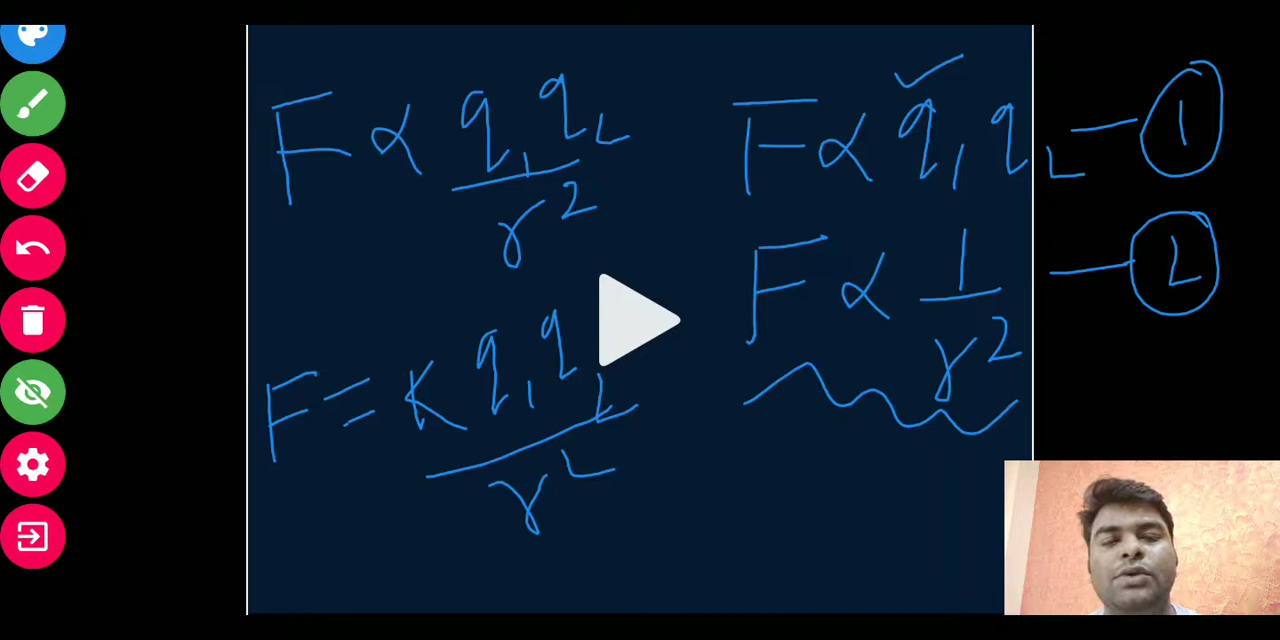 F ∝ q₁q₂/r²
F ∝ q₁q₂ — 1
F ∝ 1/r² — 2
F = K q₁q₂/r²